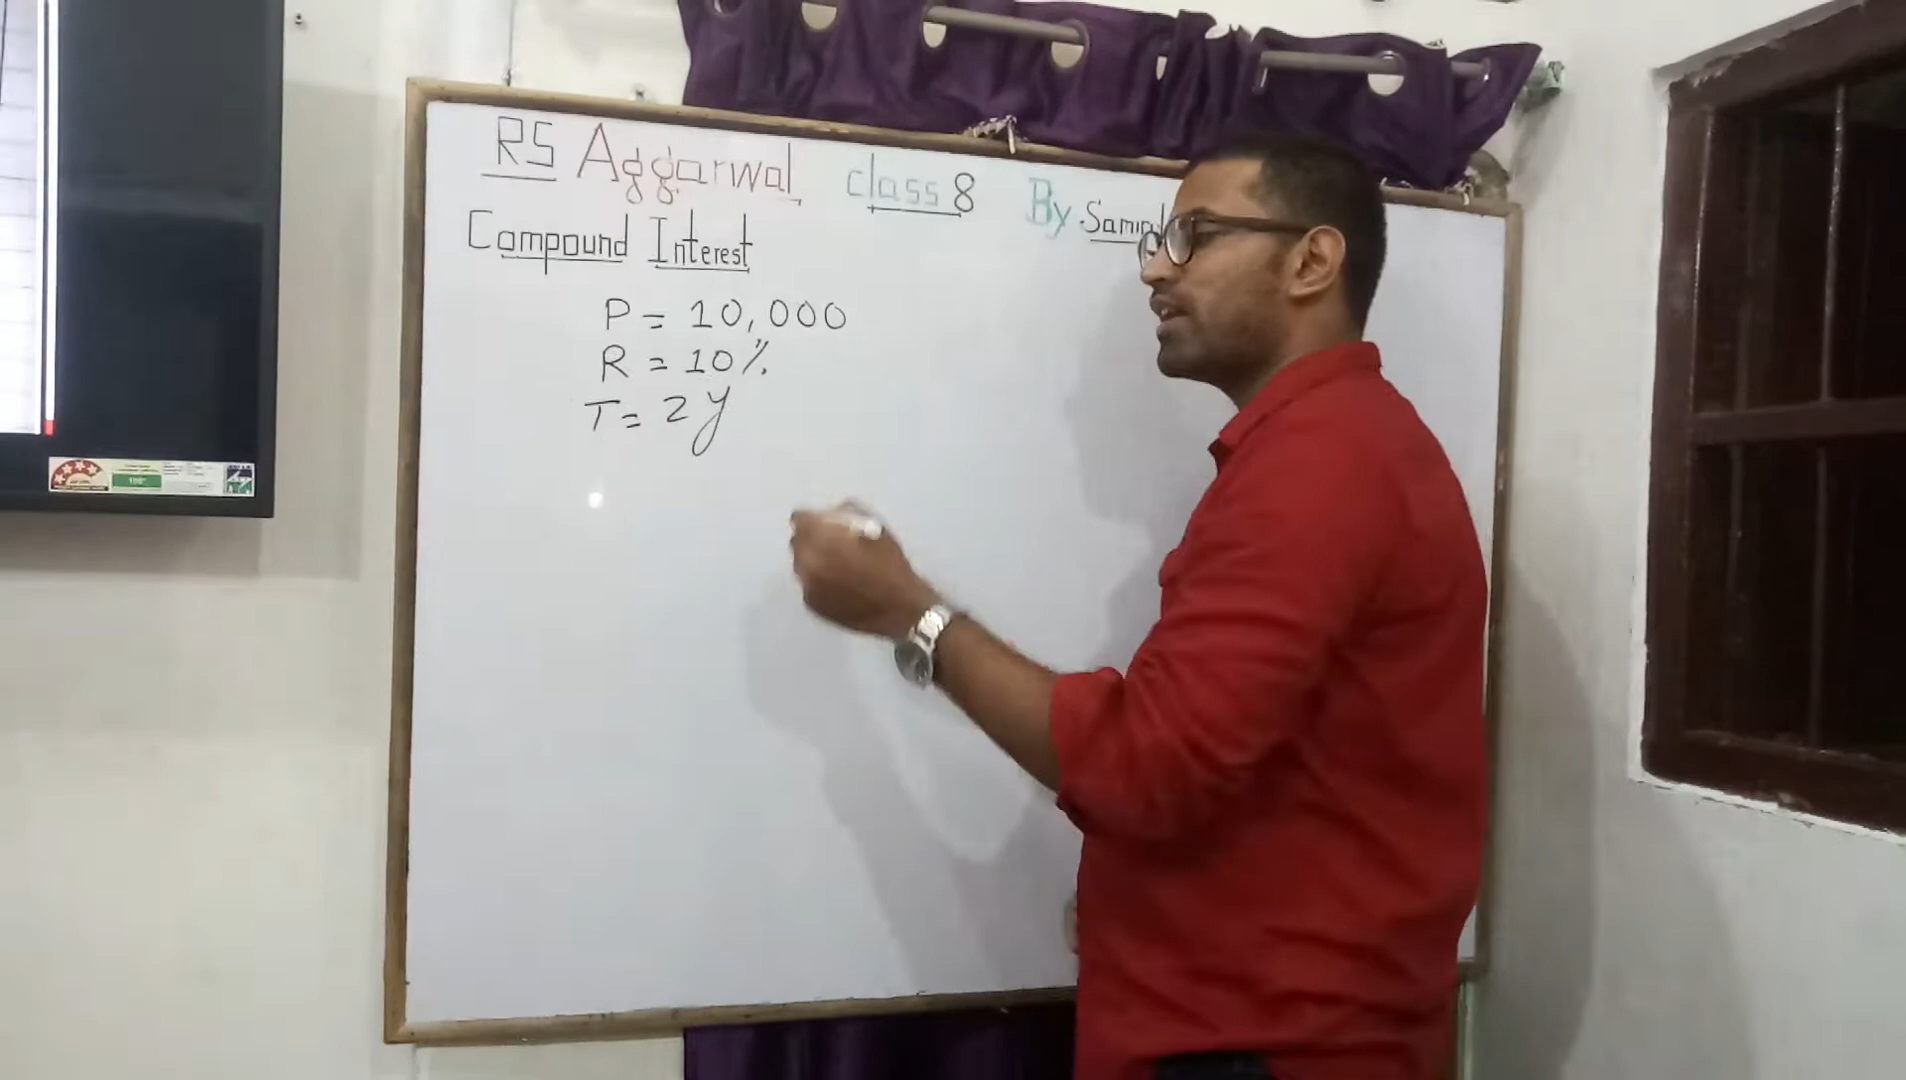 RS Aggarwal class 8 By
Compound Interest
P = 10,000
R = 10%
T = 2y